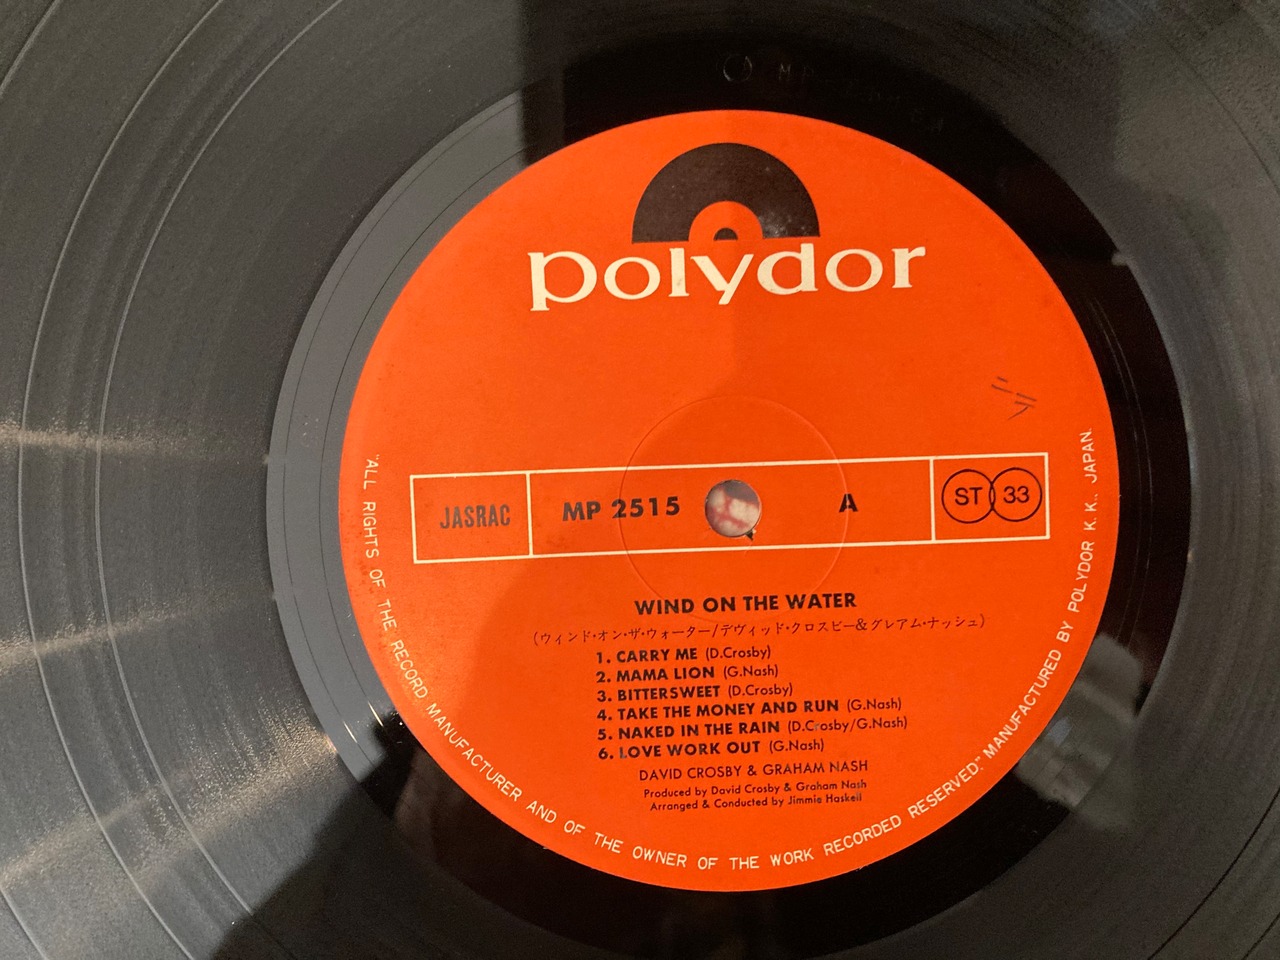 polydor
JASRAC MP 2515 A ST 33
WIND ON THE WATER
(ウィンド・オン・ザ・ウォーター/デヴィッド・クロスビー&グレアム・ナッシュ)
1. CARRY ME (D.Crosby)
2. MAMA LION (G.Nash)
3. BITTERSWEET (D.Crosby)
4. TAKE THE MONEY AND RUN (G.Nash)
5. NAKED IN THE RAIN (D.Crosby/G.Nash)
6. LOVE WORK OUT (G.Nash)
DAVID CROSBY & GRAHAM NASH
Produced by David Crosby & Graham Nash
Arranged & Conducted by Jimmie Haskell
"ALL RIGHTS OF THE RECORD MANUFACTURER AND OF THE OWNER OF THE WORK RECORDED RESERVED." MANUFACTURED BY POLYDOR K. K., JAPAN.